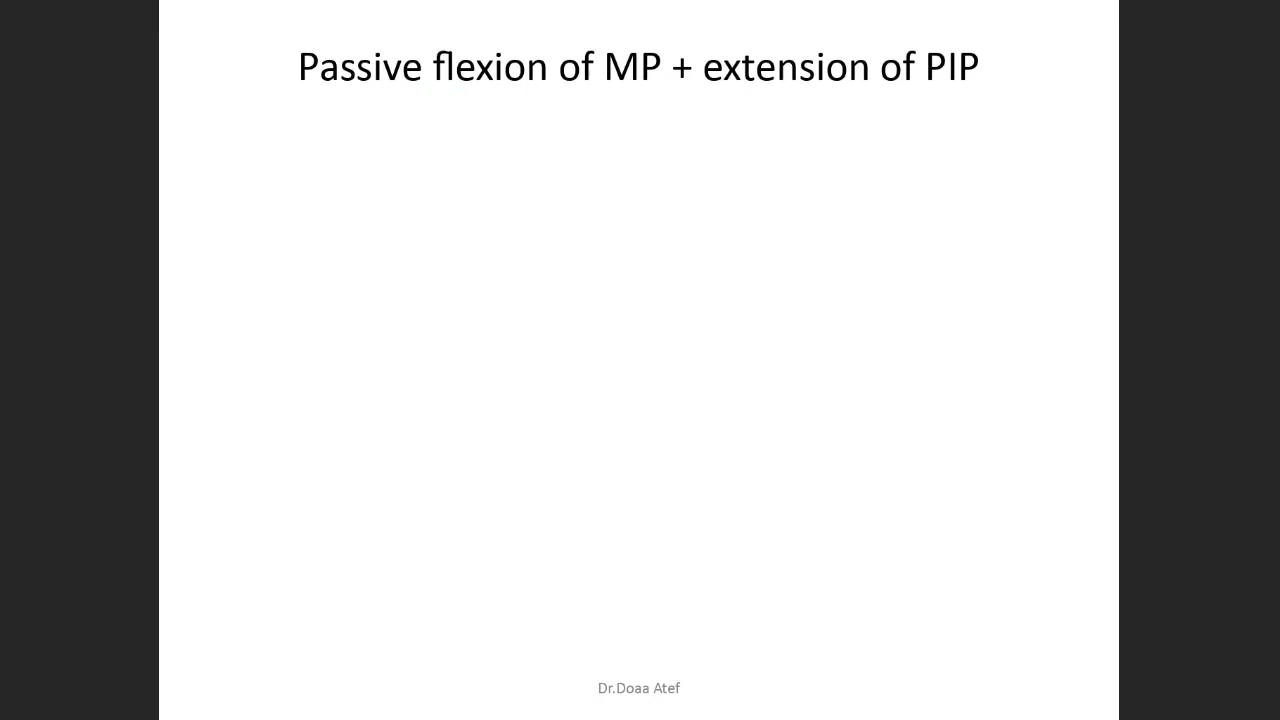 Passive flexion of MP + extension of PIP
Dr.Doaa Atef